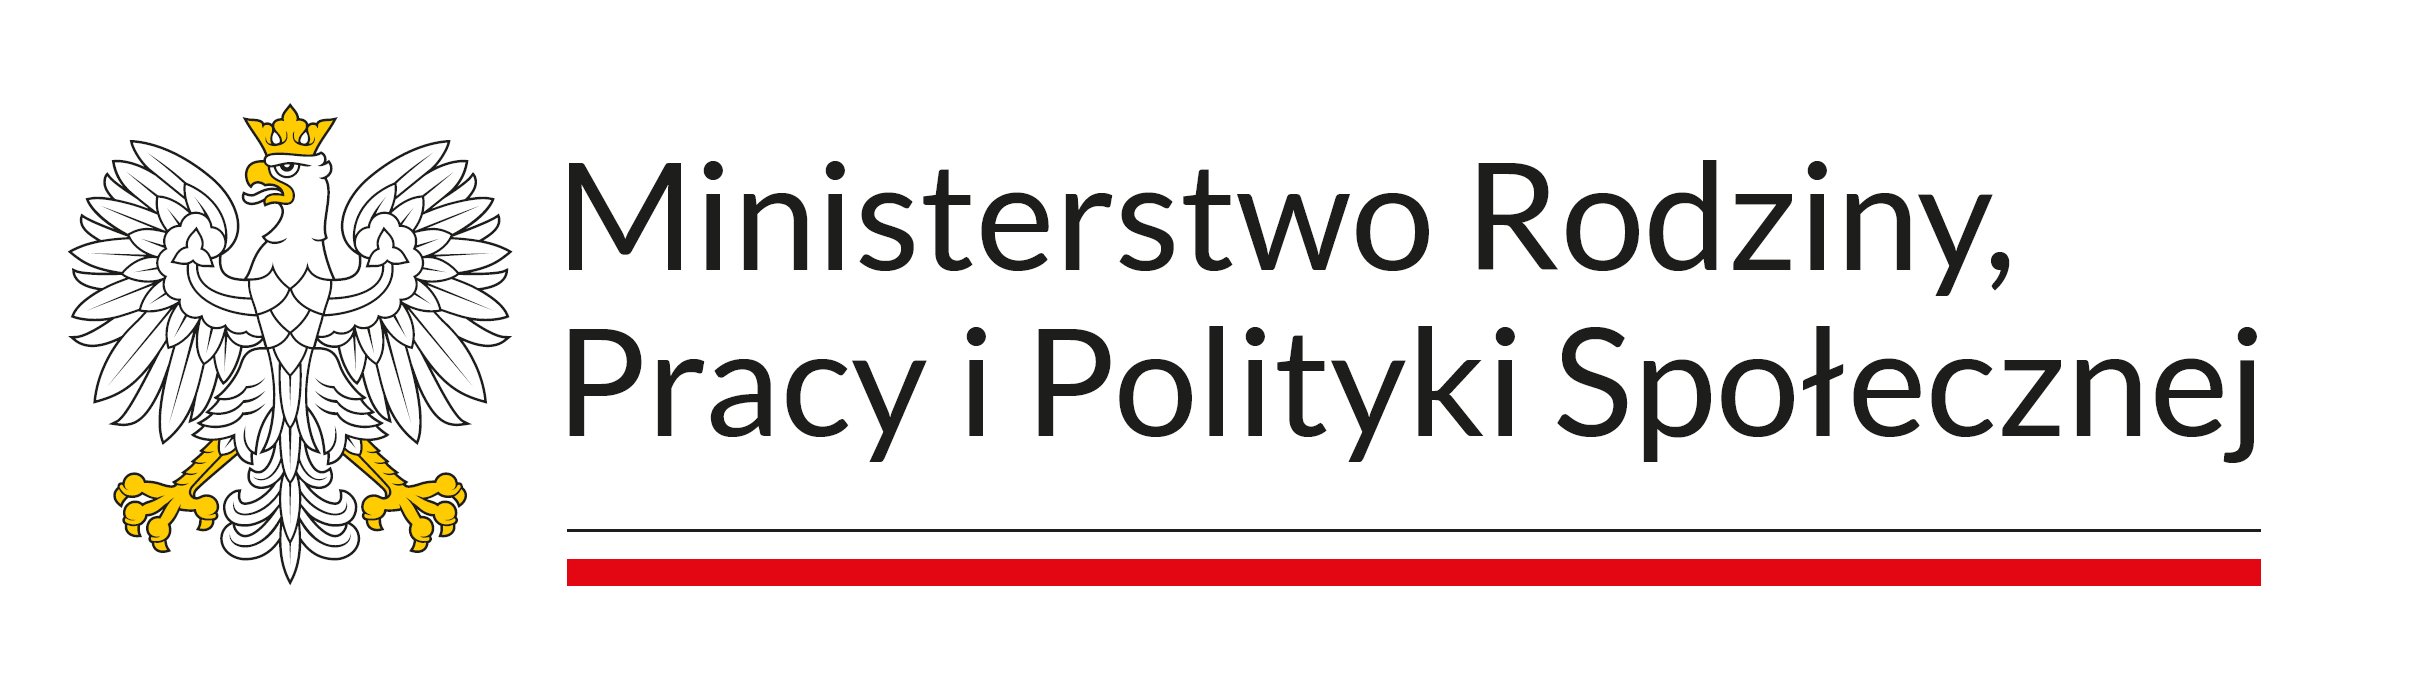 Ministerstwo Rodziny,
Pracy i Polityki Społecznej